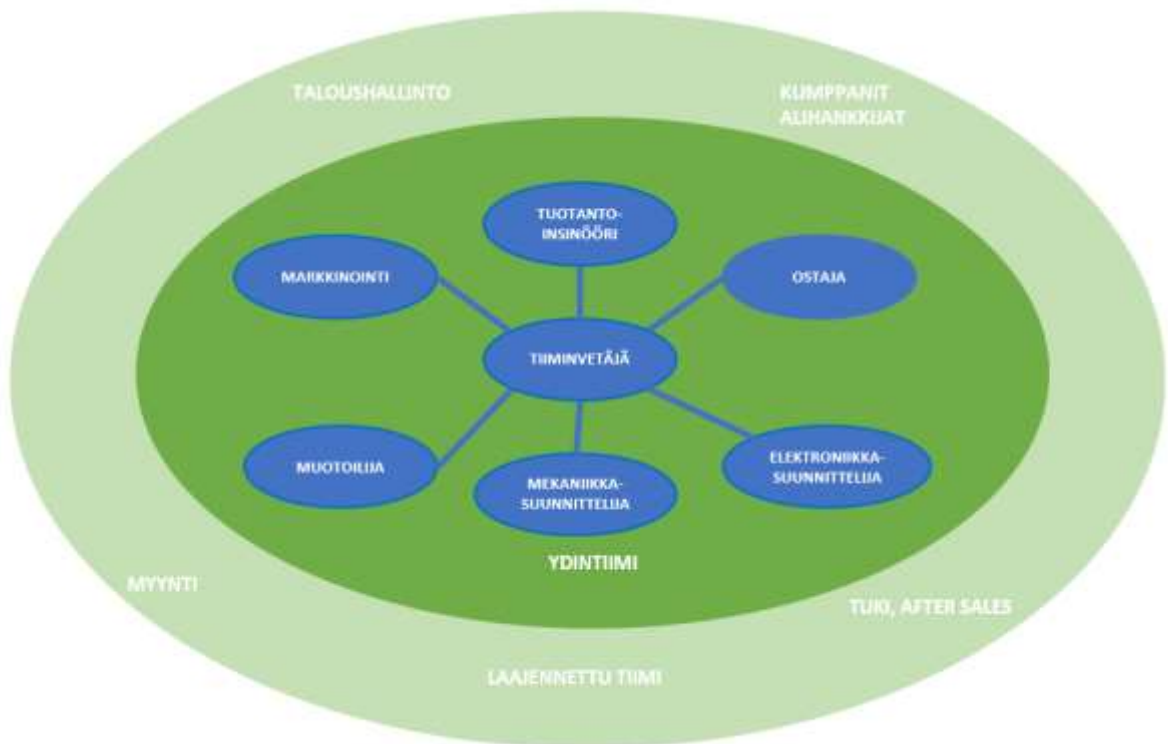 TALOUSHALLINTO
KUMPPANIT
ALIHANKKIJAT
TUOTANTO-
INSINÖÖRI
MARKKINOINTI
OSTAJA
TIIMINVETÄJÄ
MUOTOILIJA
MEKANIIKKA-
SUUNNITTELIJA
ELEKTRONIIKKA-
SUUNNITTELIJA
YDINTIIMI
MYYNTI
TUKI, AFTER SALES
LAAJENNETTU TIIMI